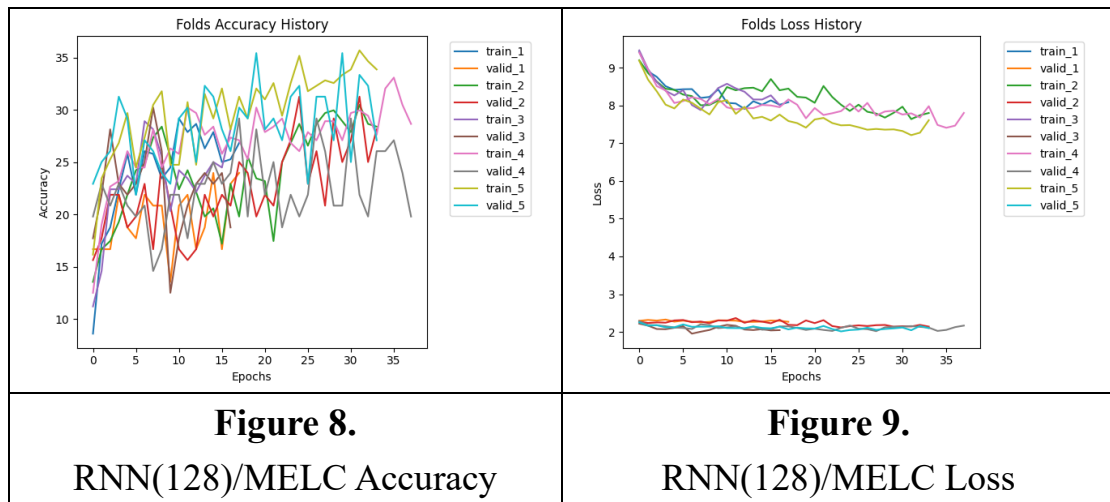 Folds Accuracy History
Accuracy
35
30
25
20
15
10
0
5
10
15
20
25
30
35
Epochs
train_1
valid_1
train_2
valid_2
train_3
valid_3
train_4
valid_4
train_5
valid_5
Folds Loss History
Loss
9
8
7
6
5
4
3
2
0
5
10
15
20
25
30
35
Epochs
train_1
valid_1
train_2
valid_2
train_3
valid_3
train_4
valid_4
train_5
valid_5
Figure 8.
RNN(128)/MELC Accuracy
Figure 9.
RNN(128)/MELC Loss